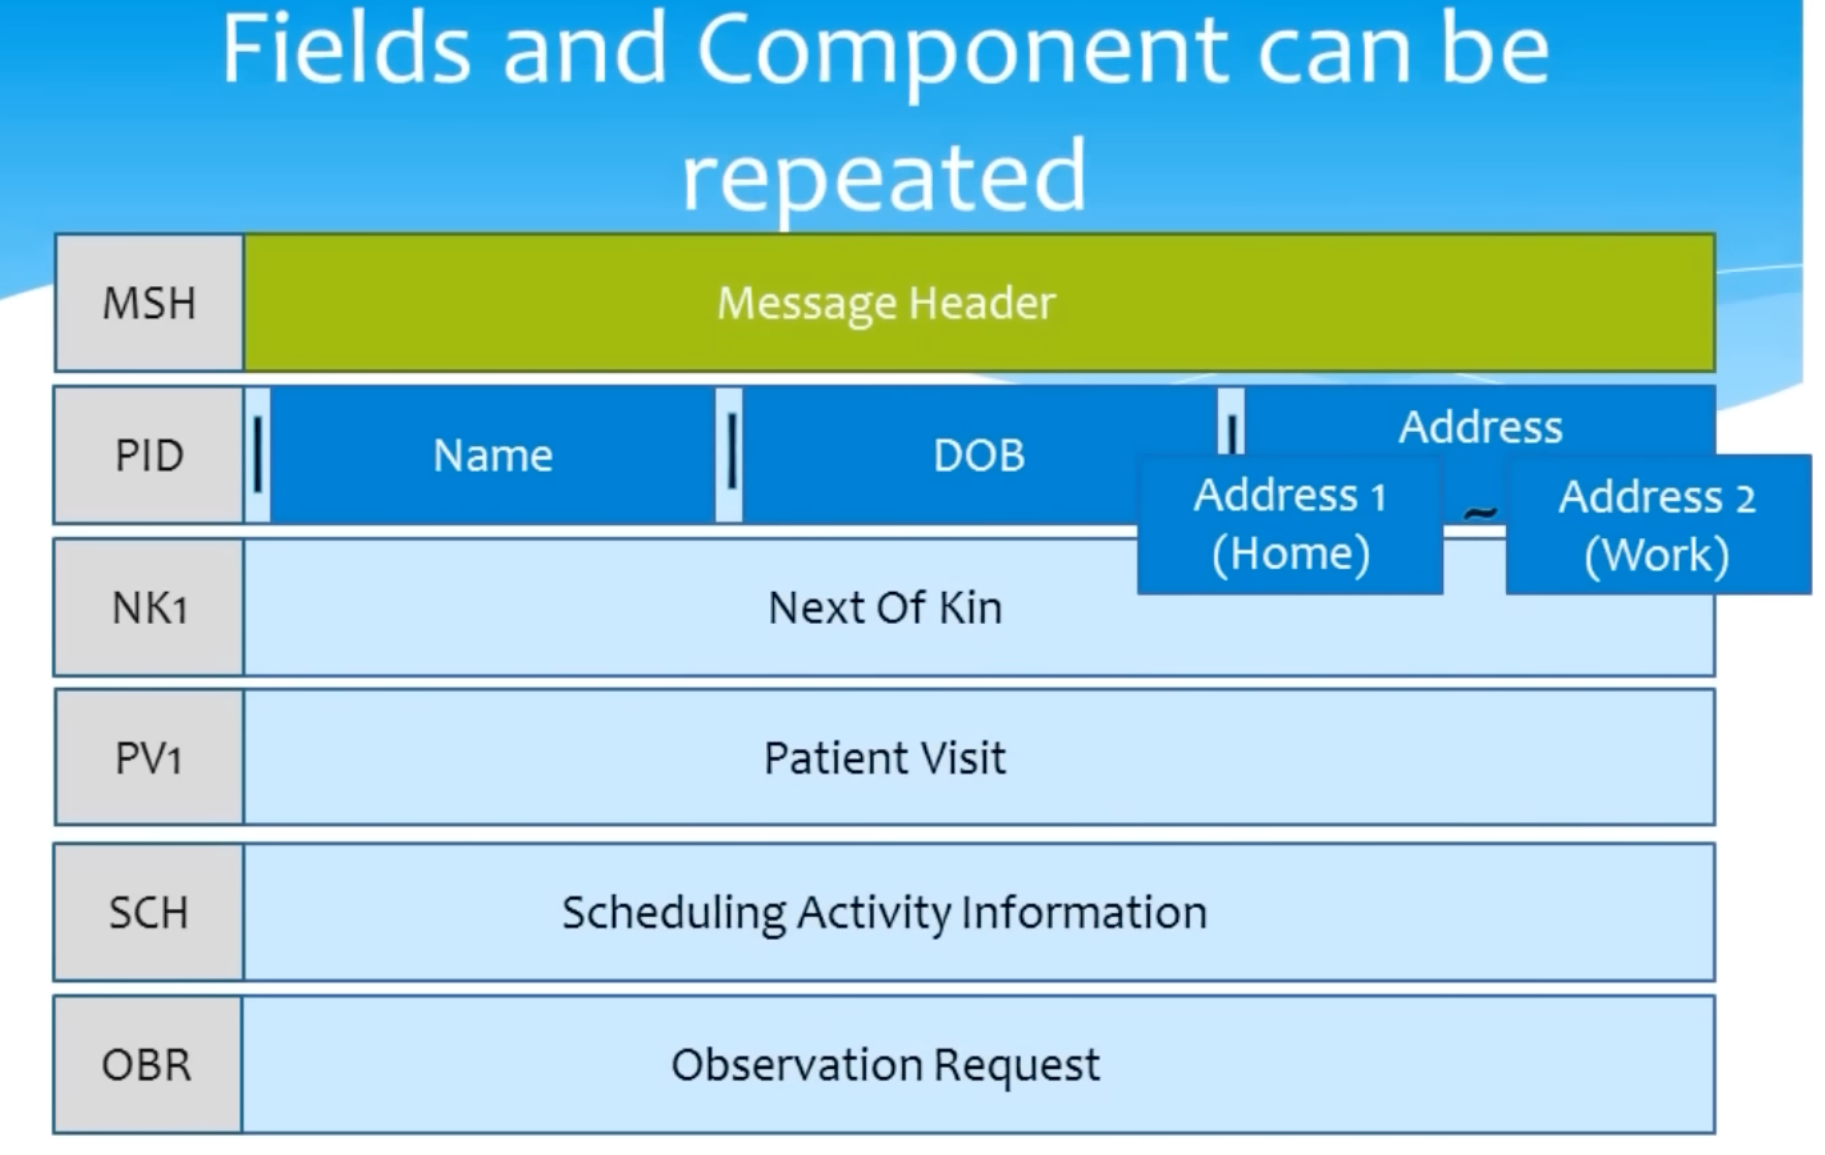 Fields and Component can be
repeated
MSH
Message Header
PID
|
Name
|
DOB
|
Address
Address 1
(Home)
~
Address 2
(Work)
NK1
Next Of Kin
PV1
Patient Visit
SCH
Scheduling Activity Information
OBR
Observation Request